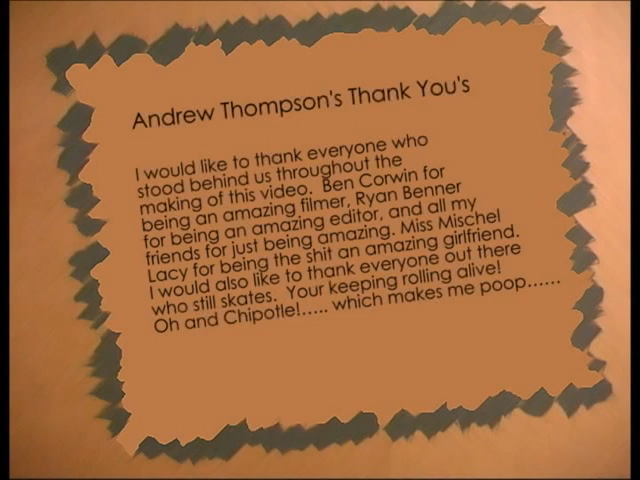 Andrew Thompson's Thank You's
I would like to thank everyone who
stood behind us throughout the
making of this video.  Ben Corwin for
being an amazing filmer, Ryan Benner
for being an amazing editor, and all my
friends for just being amazing. Miss Mischel
Lacy for being the shit an amazing girlfriend.
I would also like to thank everyone out there
who still skates.  Your keeping rolling alive!
Oh and Chipotle!..... which makes me poop......